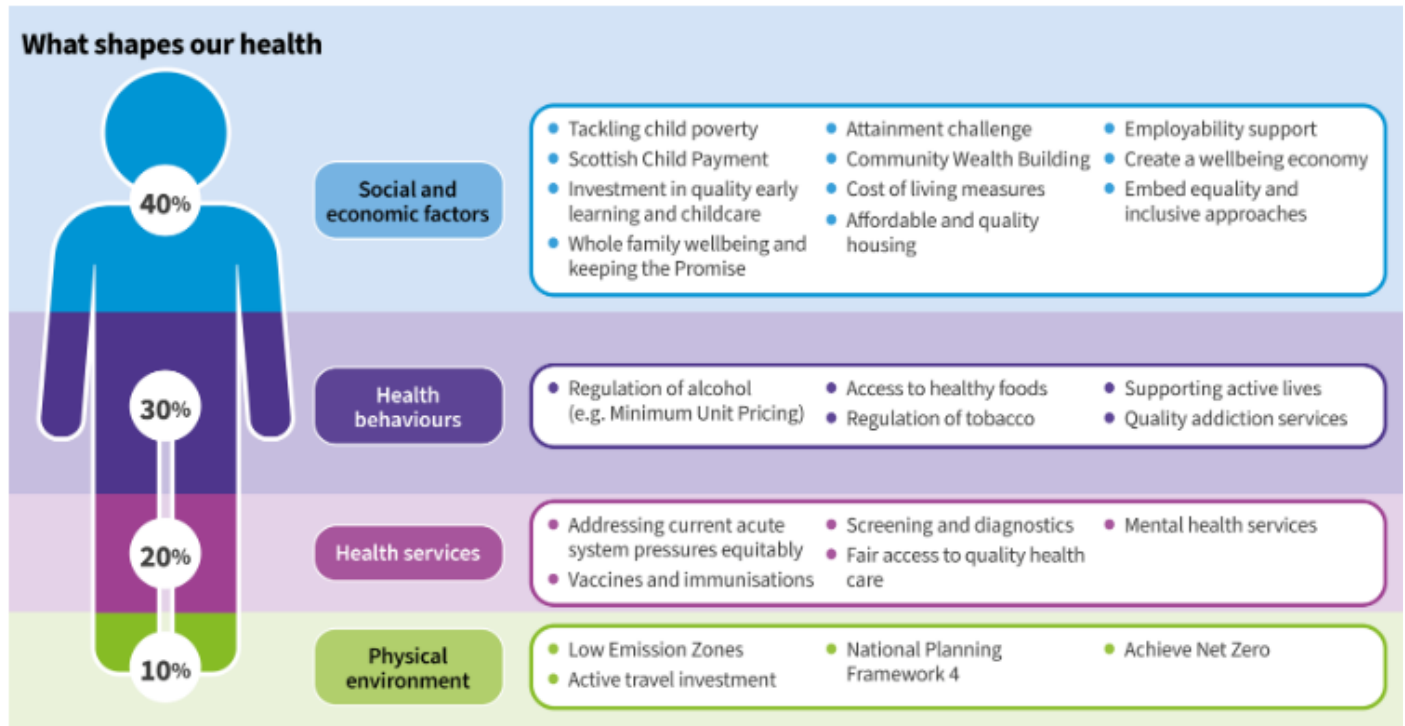 What shapes our health
40%
Social and
economic factors
• Tackling child poverty
• Scottish Child Payment
• Investment in quality early
learning and childcare
• Whole family wellbeing and
keeping the Promise
• Attainment challenge
• Community Wealth Building
• Cost of living measures
• Affordable and quality
housing
• Employability support
• Create a wellbeing economy
• Embed equality and
inclusive approaches
30%
Health
behaviours
• Regulation of alcohol
(e.g. Minimum Unit Pricing)
• Access to healthy foods
• Regulation of tobacco
• Supporting active lives
• Quality addiction services
20%
Health services
• Addressing current acute
system pressures equitably
• Vaccines and immunisations
• Screening and diagnostics
• Fair access to quality health
care
• Mental health services
10%
Physical
environment
• Low Emission Zones
• Active travel investment
• National Planning
Framework 4
• Achieve Net Zero